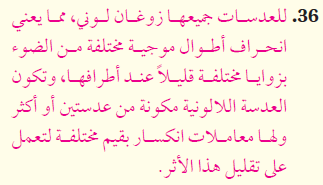 36. للعدسات جميعها زوغان لوني، مما يعني
انحراف أطوال موجية مختلفة من الضوء
بزوايا مختلفة قليلاً عند أطرافها، وتكون
العدسة اللالونية مكونة من عدستين أو أكثر
ولها معاملات انكسار بقيم مختلفة لتعمل
على تقليل هذا الأثر.